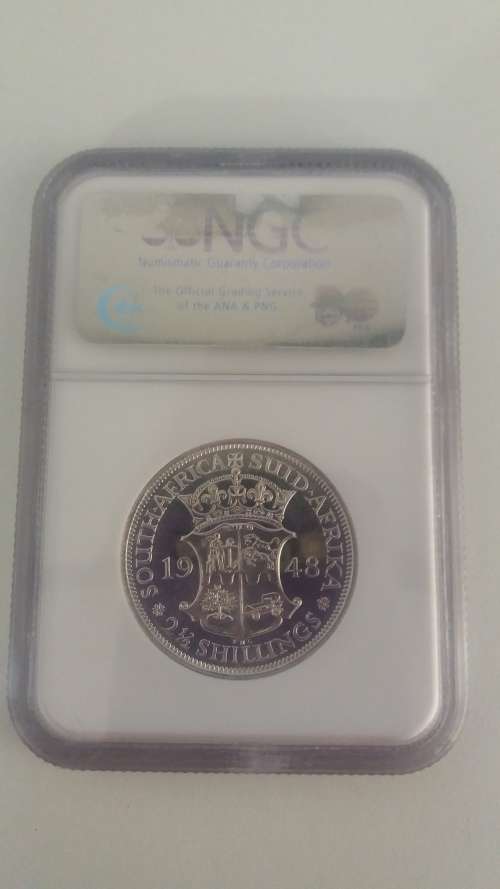 NGC
Numismatic Guaranty Corporation
The Official Grading Service
of the ANA & PNG
SOUTH AFRICA ✠ SUID-AFRIKA
19 48
2½ SHILLINGS